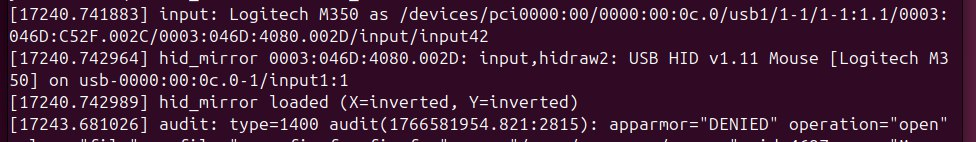 [17240.741883] input: Logitech M350 as /devices/pci0000:00/0000:00:0c.0/usb1/1-1/1-1:1.1/0003:
046D:C52F.002C/0003:046D:4080.002D/input/input42
[17240.742964] hid_mirror 0003:046D:4080.002D: input,hidraw2: USB HID v1.11 Mouse [Logitech M3
50] on usb-0000:00:0c.0-1/input1:1
[17240.742989] hid_mirror loaded (X=inverted, Y=inverted)
[17243.681026] audit: type=1400 audit(1766581954.821:2815): apparmor="DENIED" operation="open"